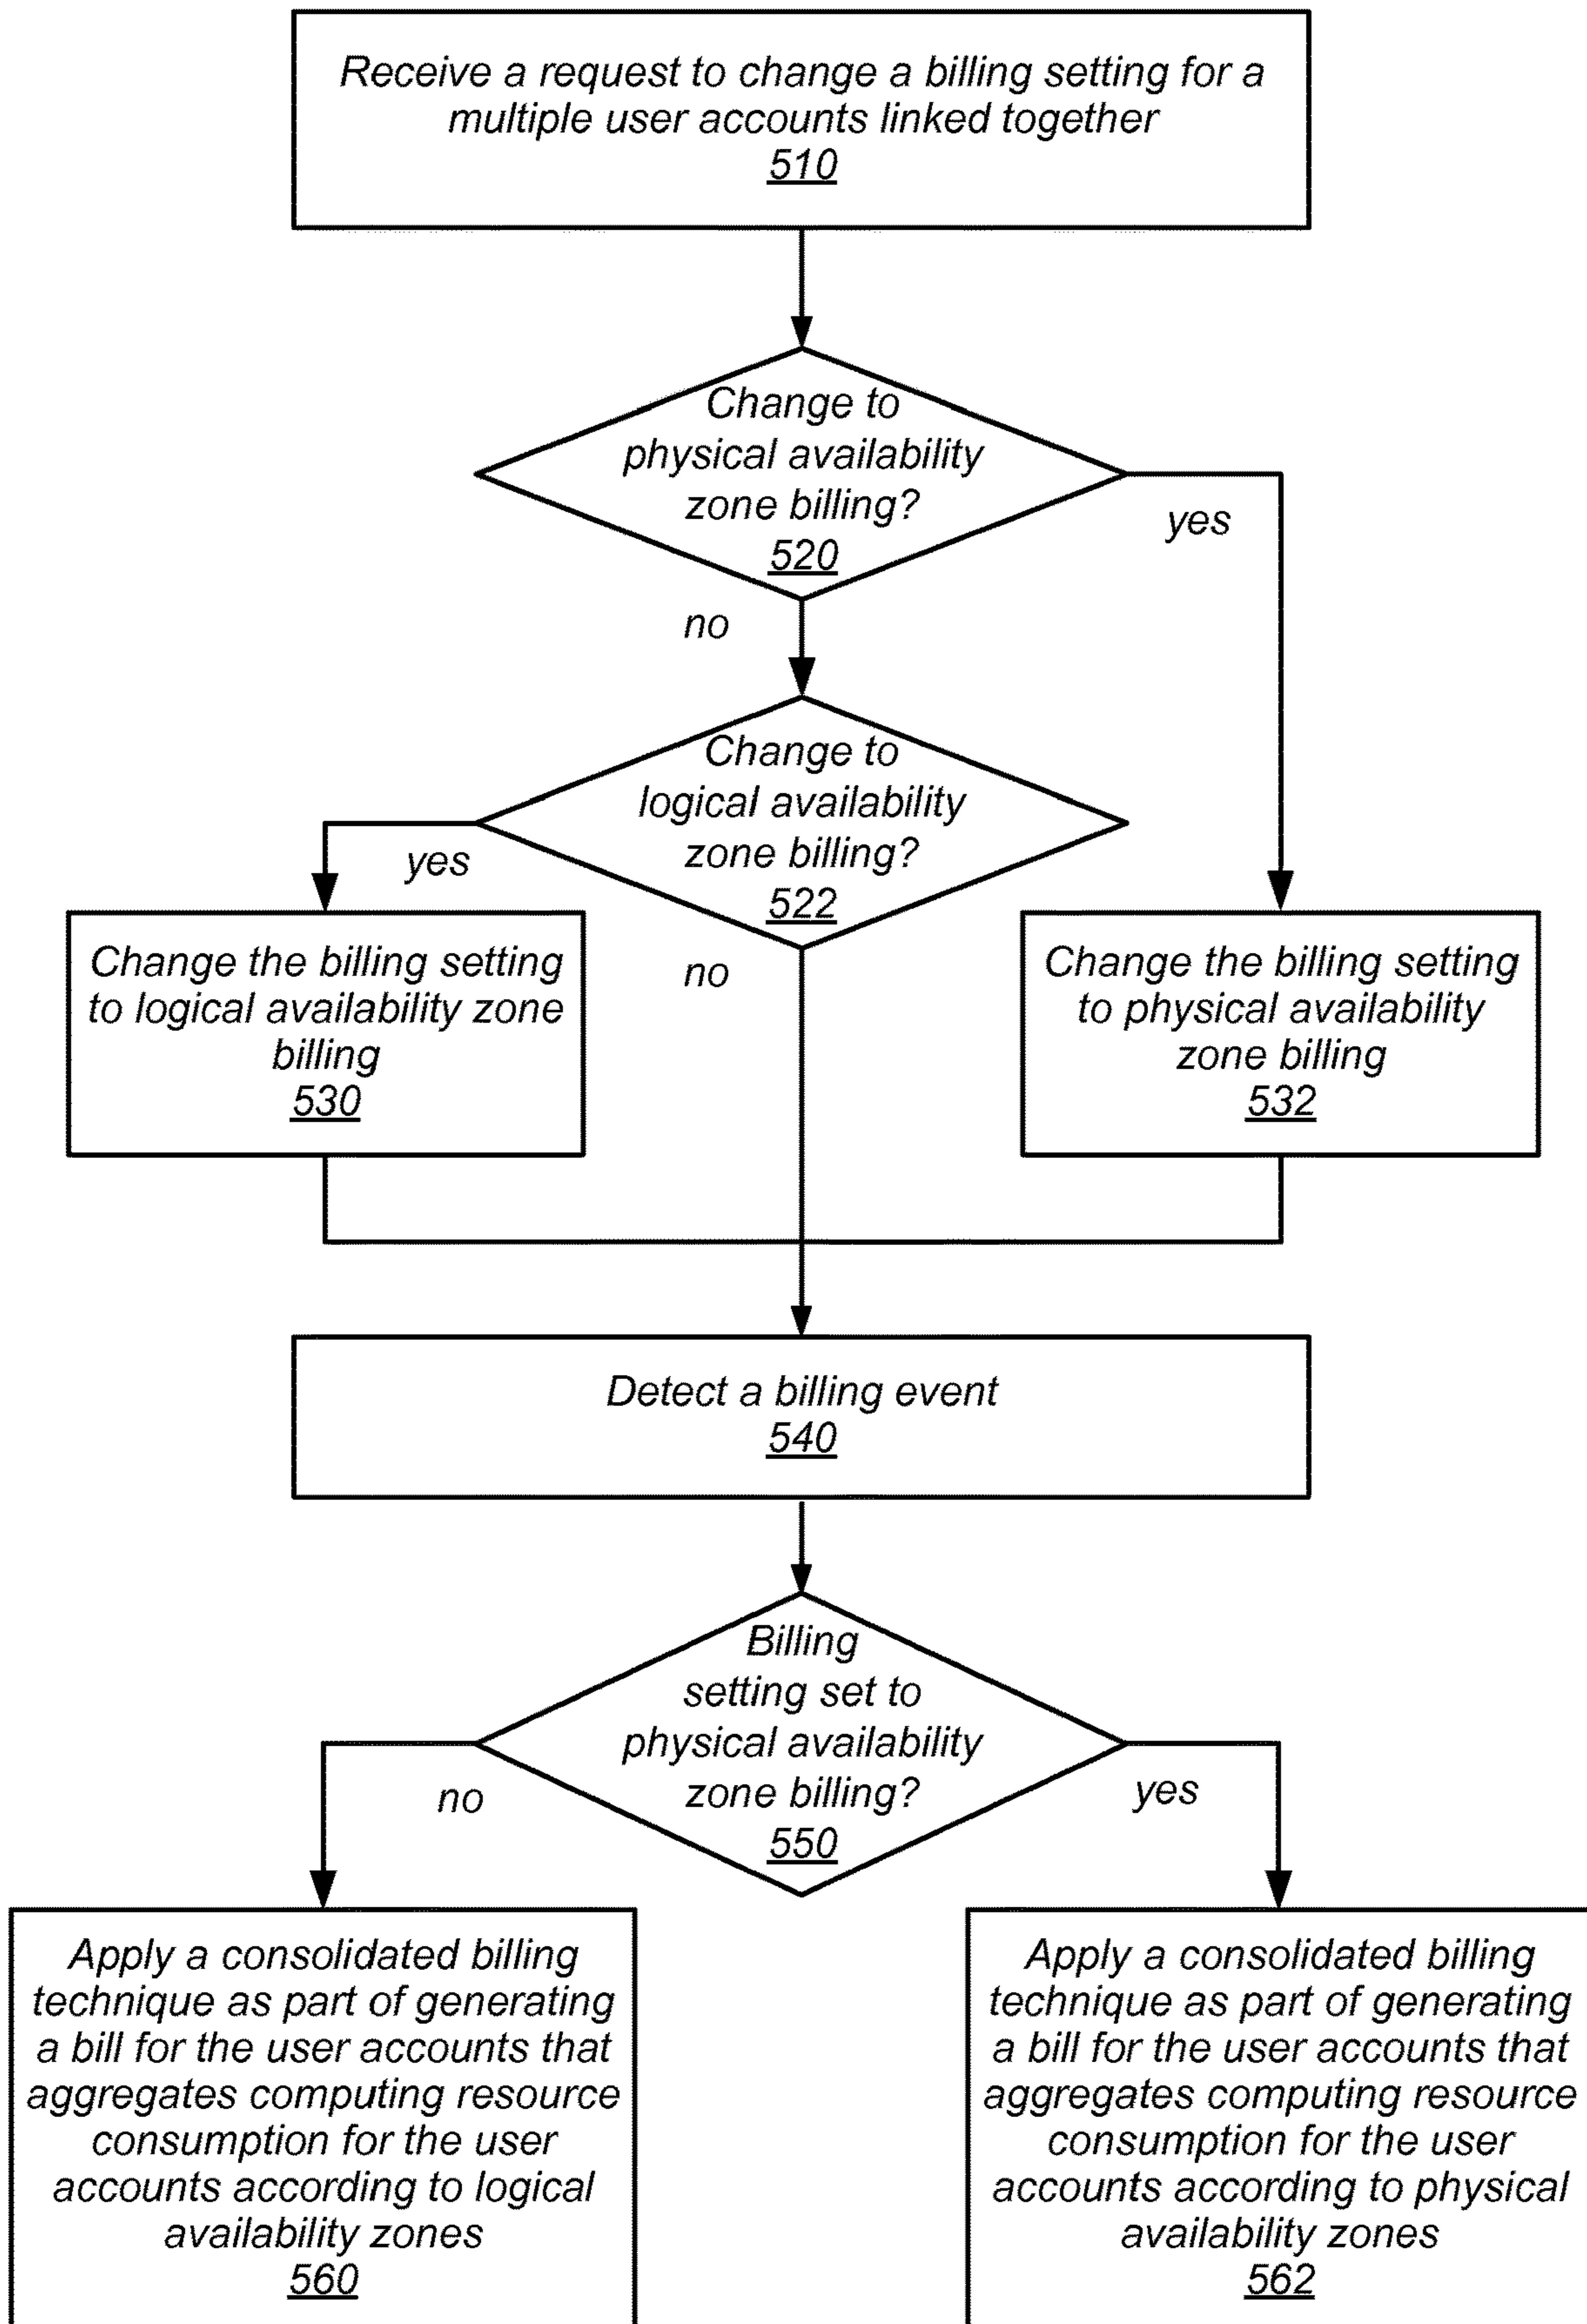 Receive a request to change a billing setting for a
multiple user accounts linked together
510
Change to
physical availability
zone billing?
520
yes
no
Change to
logical availability
zone billing?
522
yes
no
Change the billing setting
to logical availability zone
billing
530
Change the billing setting
to physical availability
zone billing
532
Detect a billing event
540
Billing
setting set to
physical availability
zone billing?
550
no
yes
Apply a consolidated billing
technique as part of generating
a bill for the user accounts that
aggregates computing resource
consumption for the user
accounts according to logical
availability zones
560
Apply a consolidated billing
technique as part of generating
a bill for the user accounts that
aggregates computing resource
consumption for the user
accounts according to physical
availability zones
562